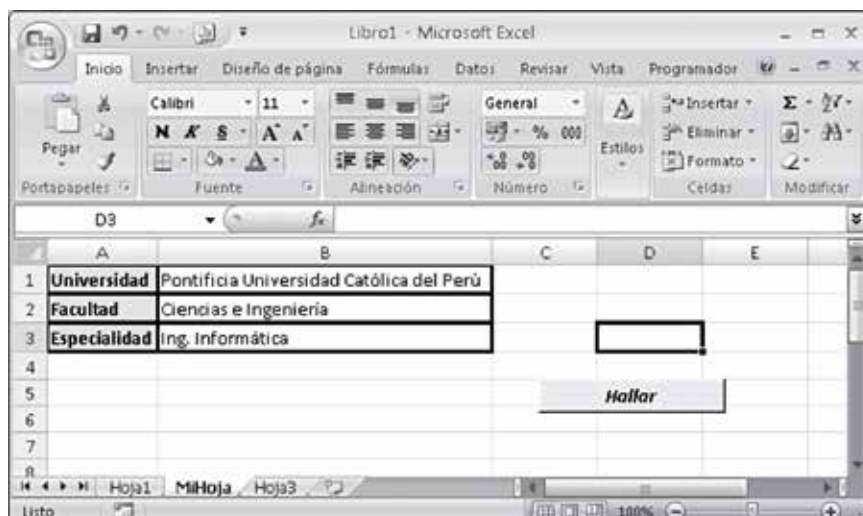 Libro1 - Microsoft Excel
Inicio Insertar Diseño de página Fórmulas Datos Revisar Vista Programador
Calibri 11 General Insertar Σ
N K S A A % 000 Eliminar
Pegar Estilos Formato
Portapapeles Fuente Alineación Número Celdas Modificar
D3 fx
A B C D E
1 Universidad Pontificia Universidad Católica del Perú
2 Facultad Ciencias e Ingeniería
3 Especialidad Ing. Informática
4
5 Hallar
6
7
8
Hoja1 MiHoja Hoja3
Listo 100%